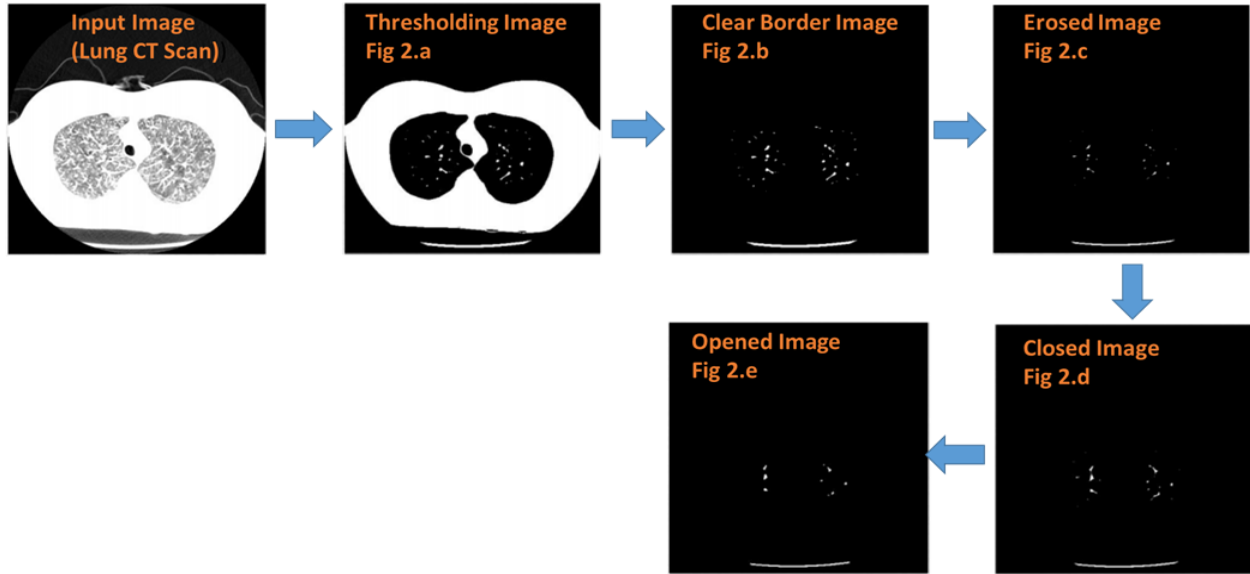 Input Image
(Lung CT Scan)
Thresholding Image
Fig 2.a
Clear Border Image
Fig 2.b
Erosed Image
Fig 2.c
Closed Image
Fig 2.d
Opened Image
Fig 2.e